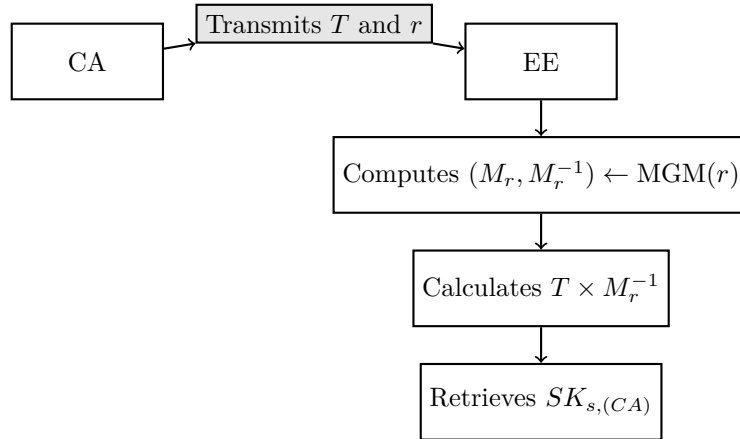 Transmits T and r
CA
EE
Computes (M_r, M_r^{-1}) ← MGM(r)
Calculates T × M_r^{-1}
Retrieves SK_{s,(CA)}